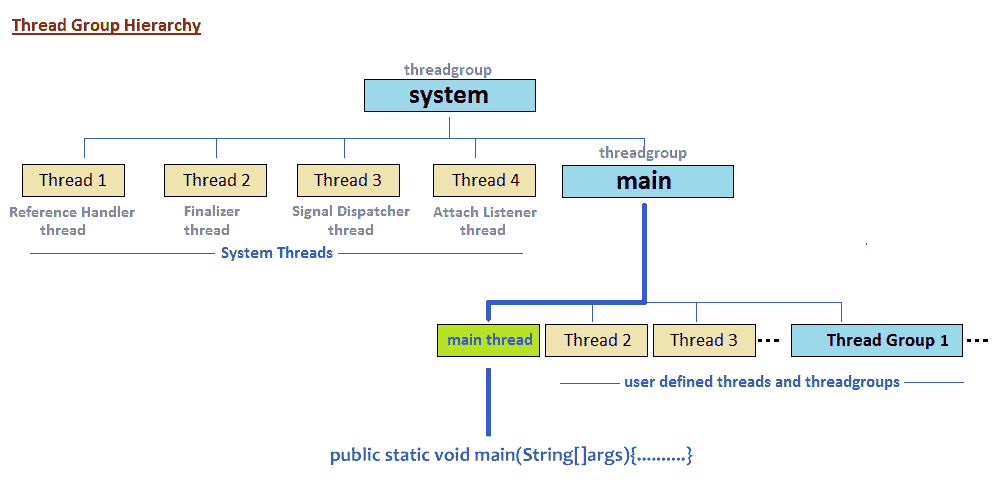 Thread Group Hierarchy
threadgroup
system
threadgroup
main
Thread 1
Thread 2
Thread 3
Thread 4
Reference Handler
thread
Finalizer
thread
Signal Dispatcher
thread
Attach Listener
thread
System Threads
main thread
Thread 2
Thread 3
Thread Group 1
user defined threads and threadgroups
public static void main(String[]args){..........}